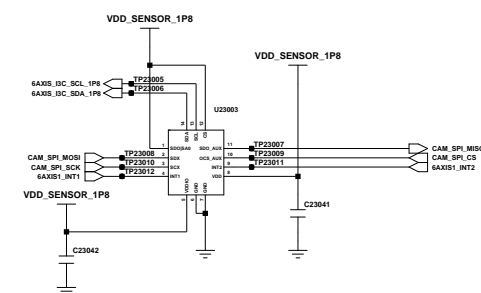 VDD_SENSOR_1P8
VDD_SENSOR_1P8
6AXIS_I3C_SCL_1P8 TP23005
6AXIS_I3C_SDA_1P8 TP23006
U23003
14 13 12
SDA SCL CS
1 SDO|SA0 SDO_AUX 11 TP23007 CAM_SPI_MISO
CAM_SPI_MOSI TP23008 2 SDX OCS_AUX 10 TP23009 CAM_SPI_CS
CAM_SPI_SCK TP23010 3 SCX INT2 9 TP23011 6AXIS1_INT2
6AXIS1_INT1 TP23012 4 INT1 VDD 8
VDDIO GND GND
5 6 7
VDD_SENSOR_1P8
C23041
C23042